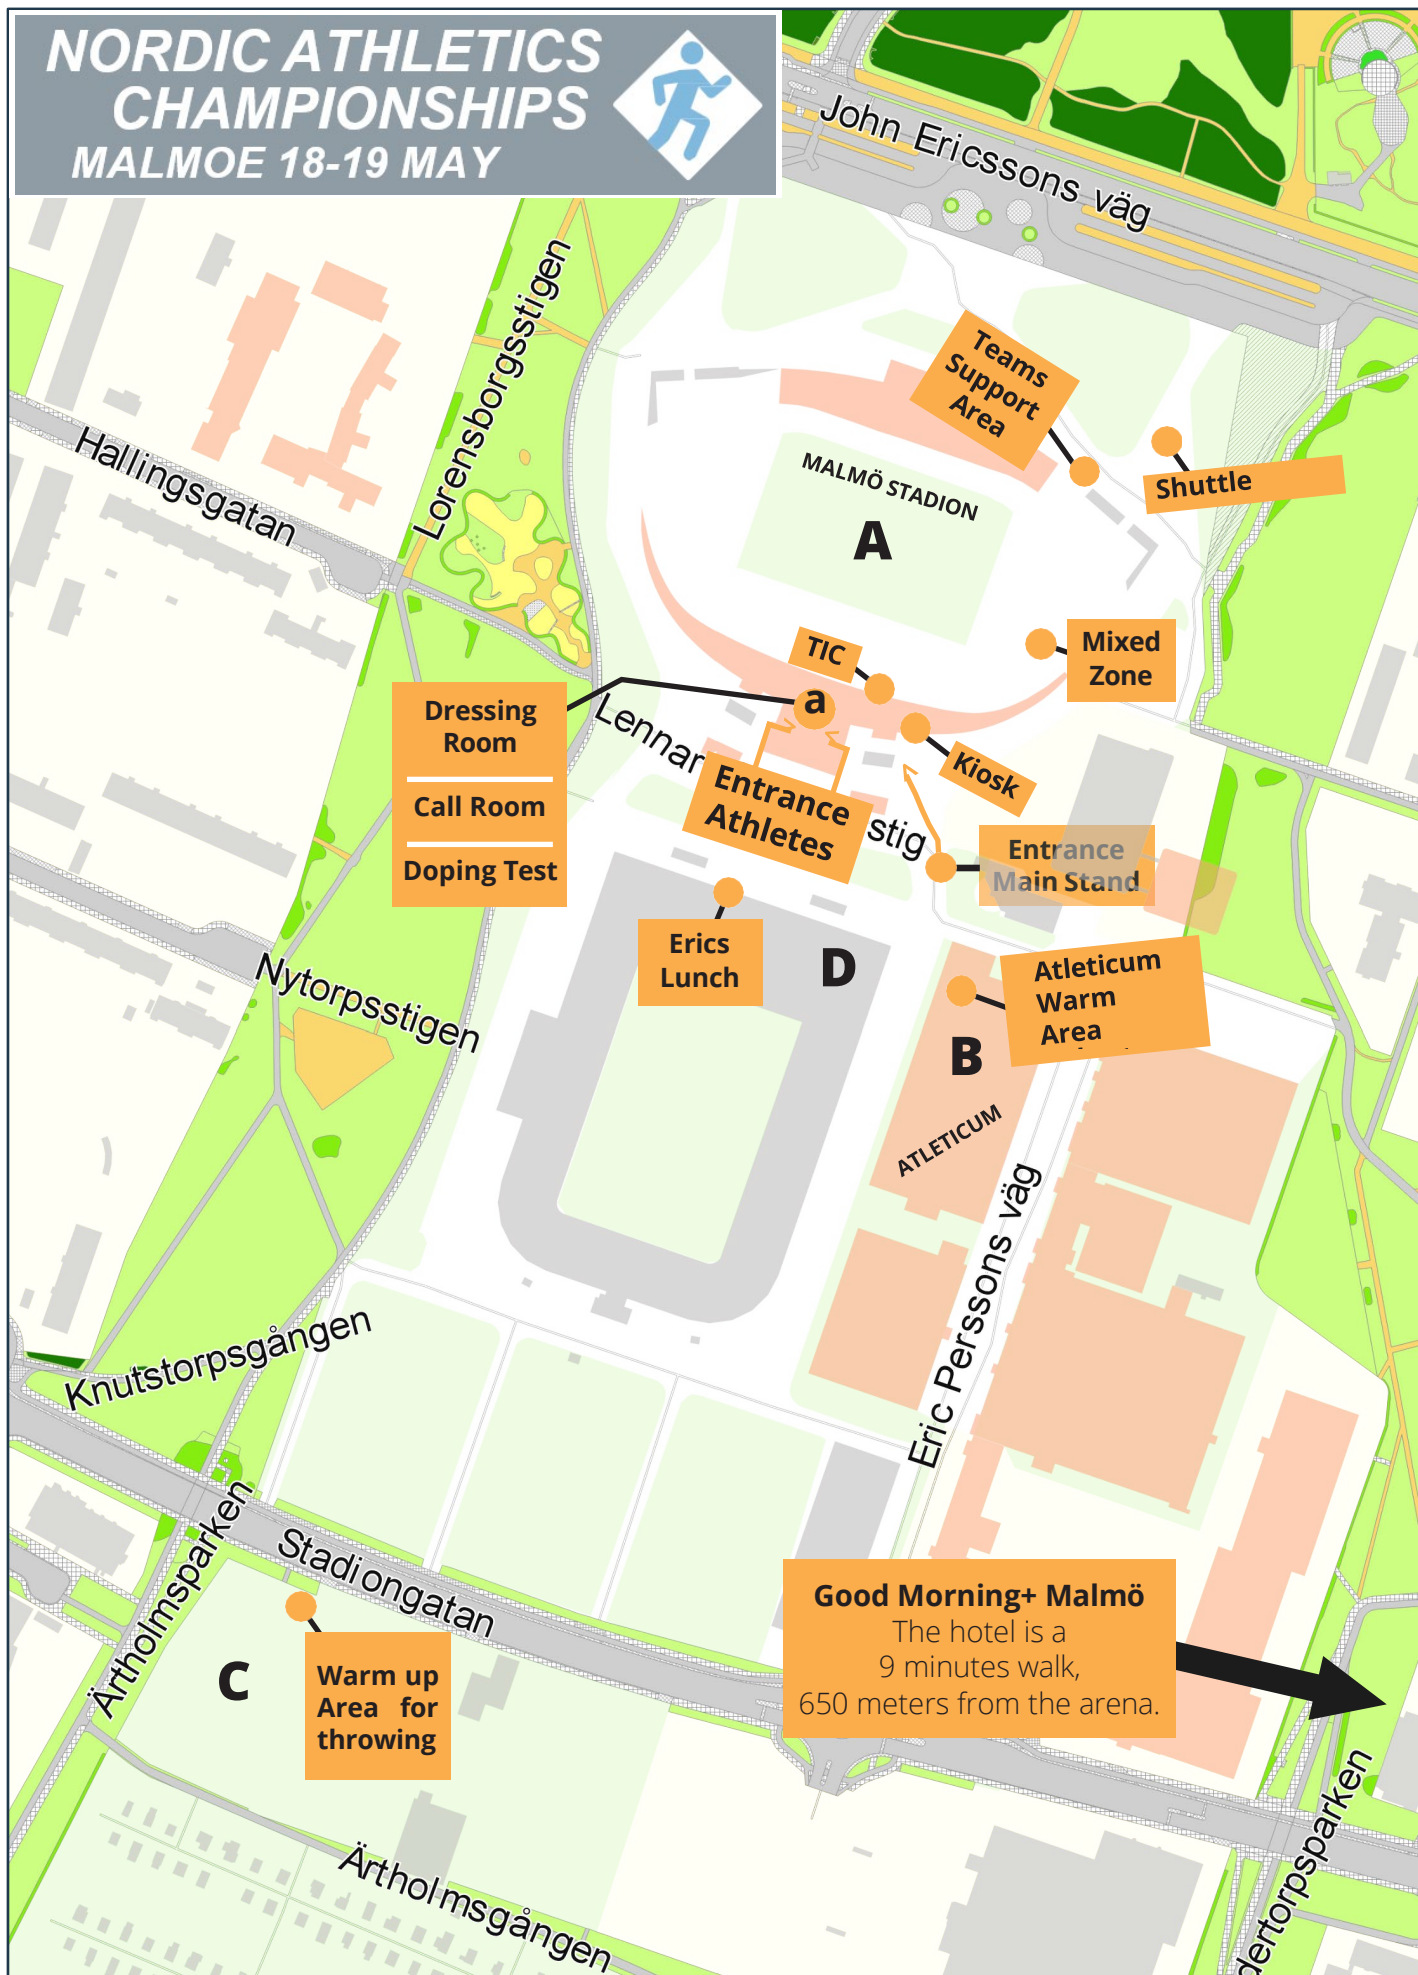 NORDIC ATHLETICS
CHAMPIONSHIPS
MALMOE 18-19 MAY
John Ericssons väg
Lorensborgsstigen
Hallingsgatan
Teams
Support
Area
Shuttle
MALMÖ STADION
A
TIC
Mixed
Zone
a
Dressing
Room
Call Room
Doping Test
Lennar
stig
Kiosk
Entrance
Athletes
Entrance
Main Stand
Erics
Lunch
D
Atleticum
Warm
Area
B
ATLETICUM
Nytorpsstigen
Eric Perssons väg
Knutstorpsgången
Stadiongatan
Ärtholmsparken
C
Warm up
Area for
throwing
Good Morning+ Malmö
The hotel is a
9 minutes walk,
650 meters from the arena.
Ärtholmsgången
dertorpsparken